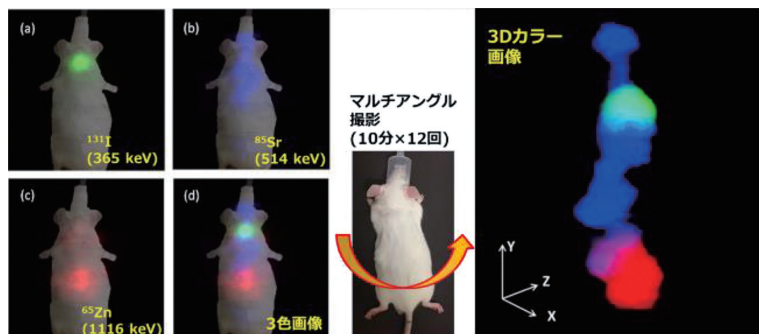 (a)
131I
(365 keV)
(b)
85Sr
(514 keV)
(c)
65Zn
(1116 keV)
(d)
3色画像
マルチアングル
撮影
(10分×12回)
3Dカラー
画像
Y
Z
X